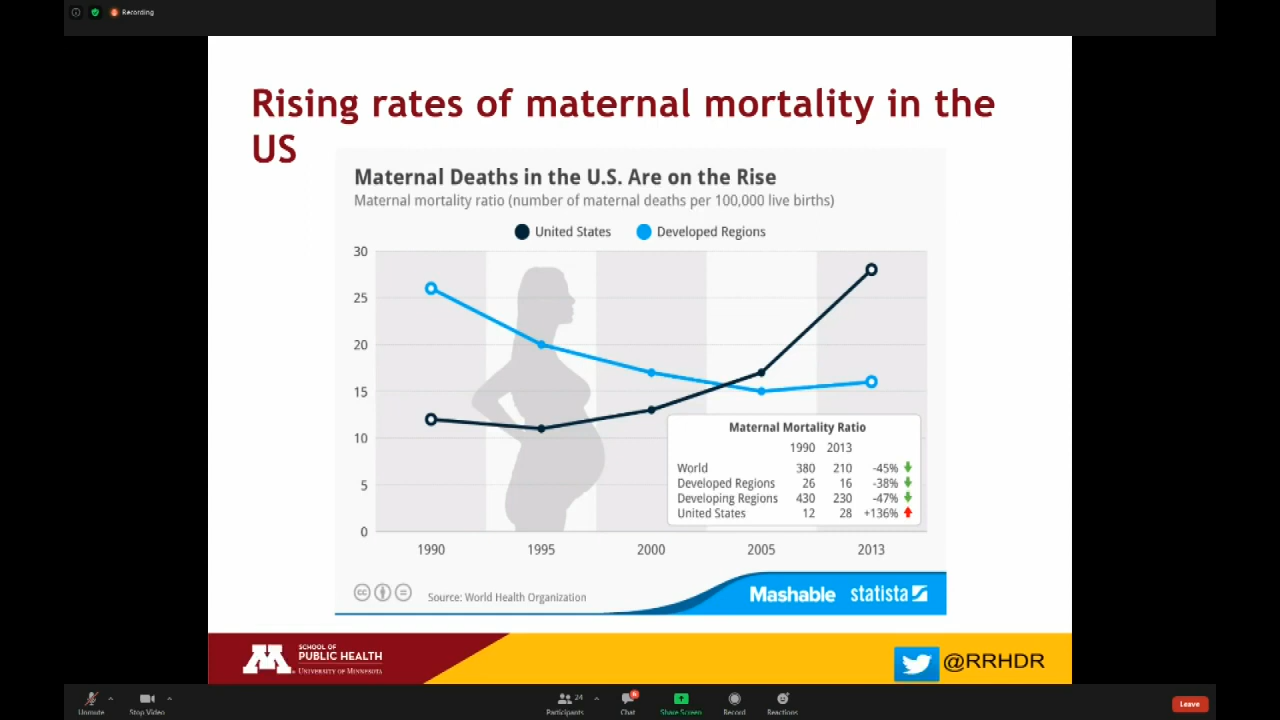 Recording
Rising rates of maternal mortality in the
US
Maternal Deaths in the U.S. Are on the Rise
Maternal mortality ratio (number of maternal deaths per 100,000 live births)
United States Developed Regions
30
25
20
15
10
5
0
Maternal Mortality Ratio
1990 2013
World 380 210 -45%
Developed Regions 26 16 -38%
Developing Regions 430 230 -47%
United States 12 28 +136%
1990 1995 2000 2005 2013
cc
Source: World Health Organization
Mashable statista
M
SCHOOL OF
PUBLIC HEALTH
UNIVERSITY OF MINNESOTA
@RRHDR
Unmute Stop Video 24 Participants Chat Share Screen Record Reactions Leave